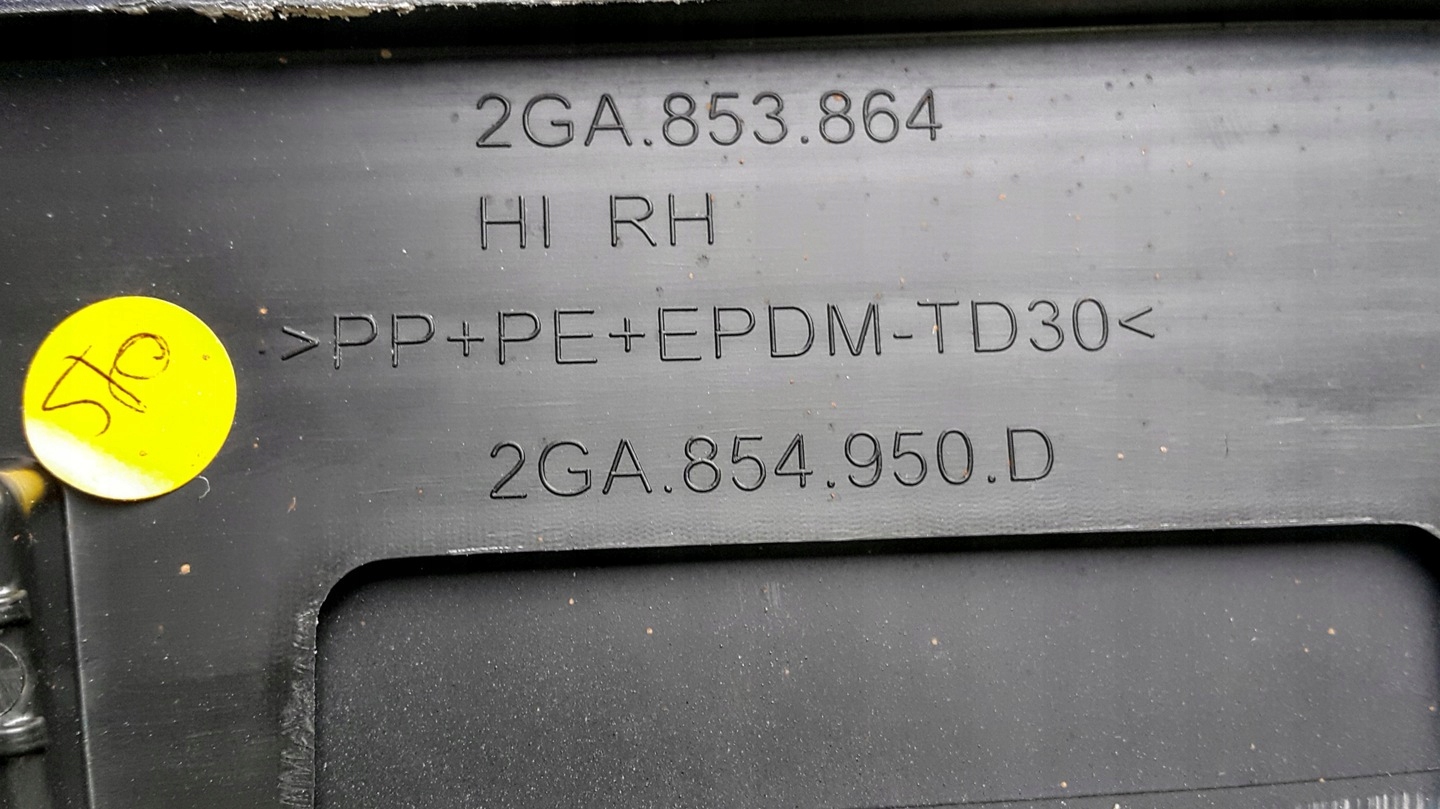 2GA.853.864
HI RH
>PP+PE+EPDM-TD30<
2GA.854.950.D